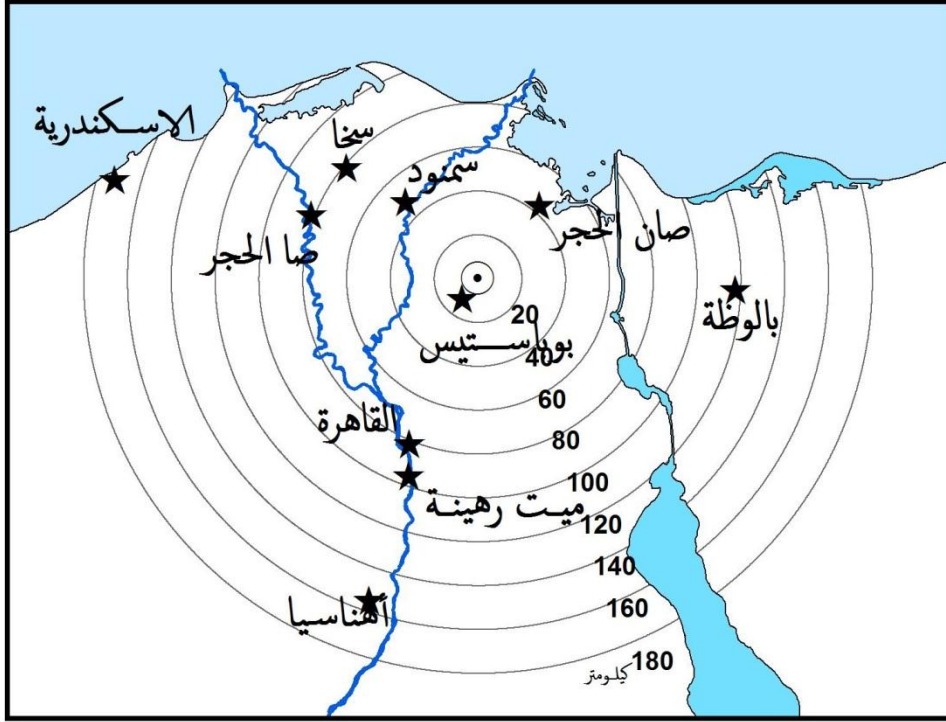 الاسكندرية
سخا
سمنود
صان الحجر
صا الحجر
بالوظة
بوباستيس
القاهرة
ميت رهينة
أهناسيا
20
40
60
80
100
120
140
160
180 كيلومتر